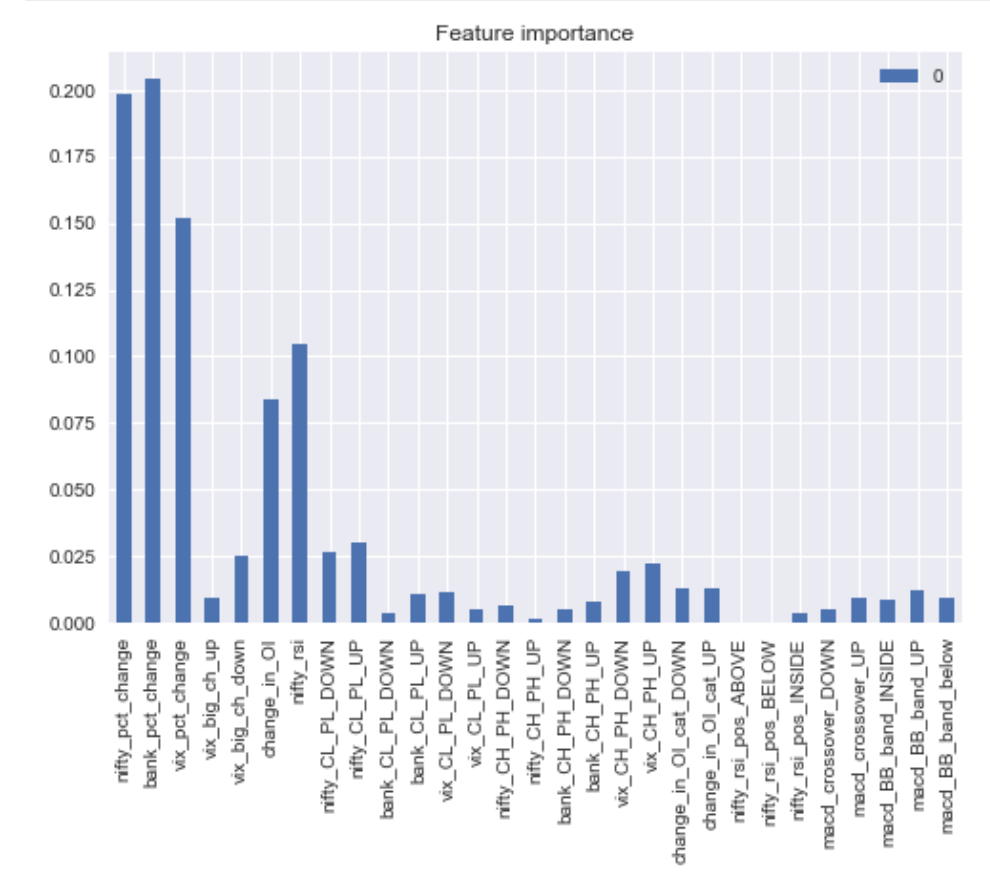 Feature importance
0
0.200
0.175
0.150
0.125
0.100
0.075
0.050
0.025
0.000
nifty_pct_change
bank_pct_change
vix_pct_change
vix_big_ch_up
vix_big_ch_down
change_in_OI
nifty_rsi
nifty_CL_PL_DOWN
nifty_CL_PL_UP
bank_CL_PL_DOWN
bank_CL_PL_UP
vix_CL_PL_DOWN
vix_CL_PL_UP
nifty_CH_PH_DOWN
nifty_CH_PH_UP
bank_CH_PH_DOWN
bank_CH_PH_UP
vix_CH_PH_DOWN
vix_CH_PH_UP
change_in_OI_cat_DOWN
change_in_OI_cat_UP
nifty_rsi_pos_ABOVE
nifty_rsi_pos_BELOW
nifty_rsi_pos_INSIDE
macd_crossover_DOWN
macd_crossover_UP
macd_BB_band_INSIDE
macd_BB_band_UP
macd_BB_band_below